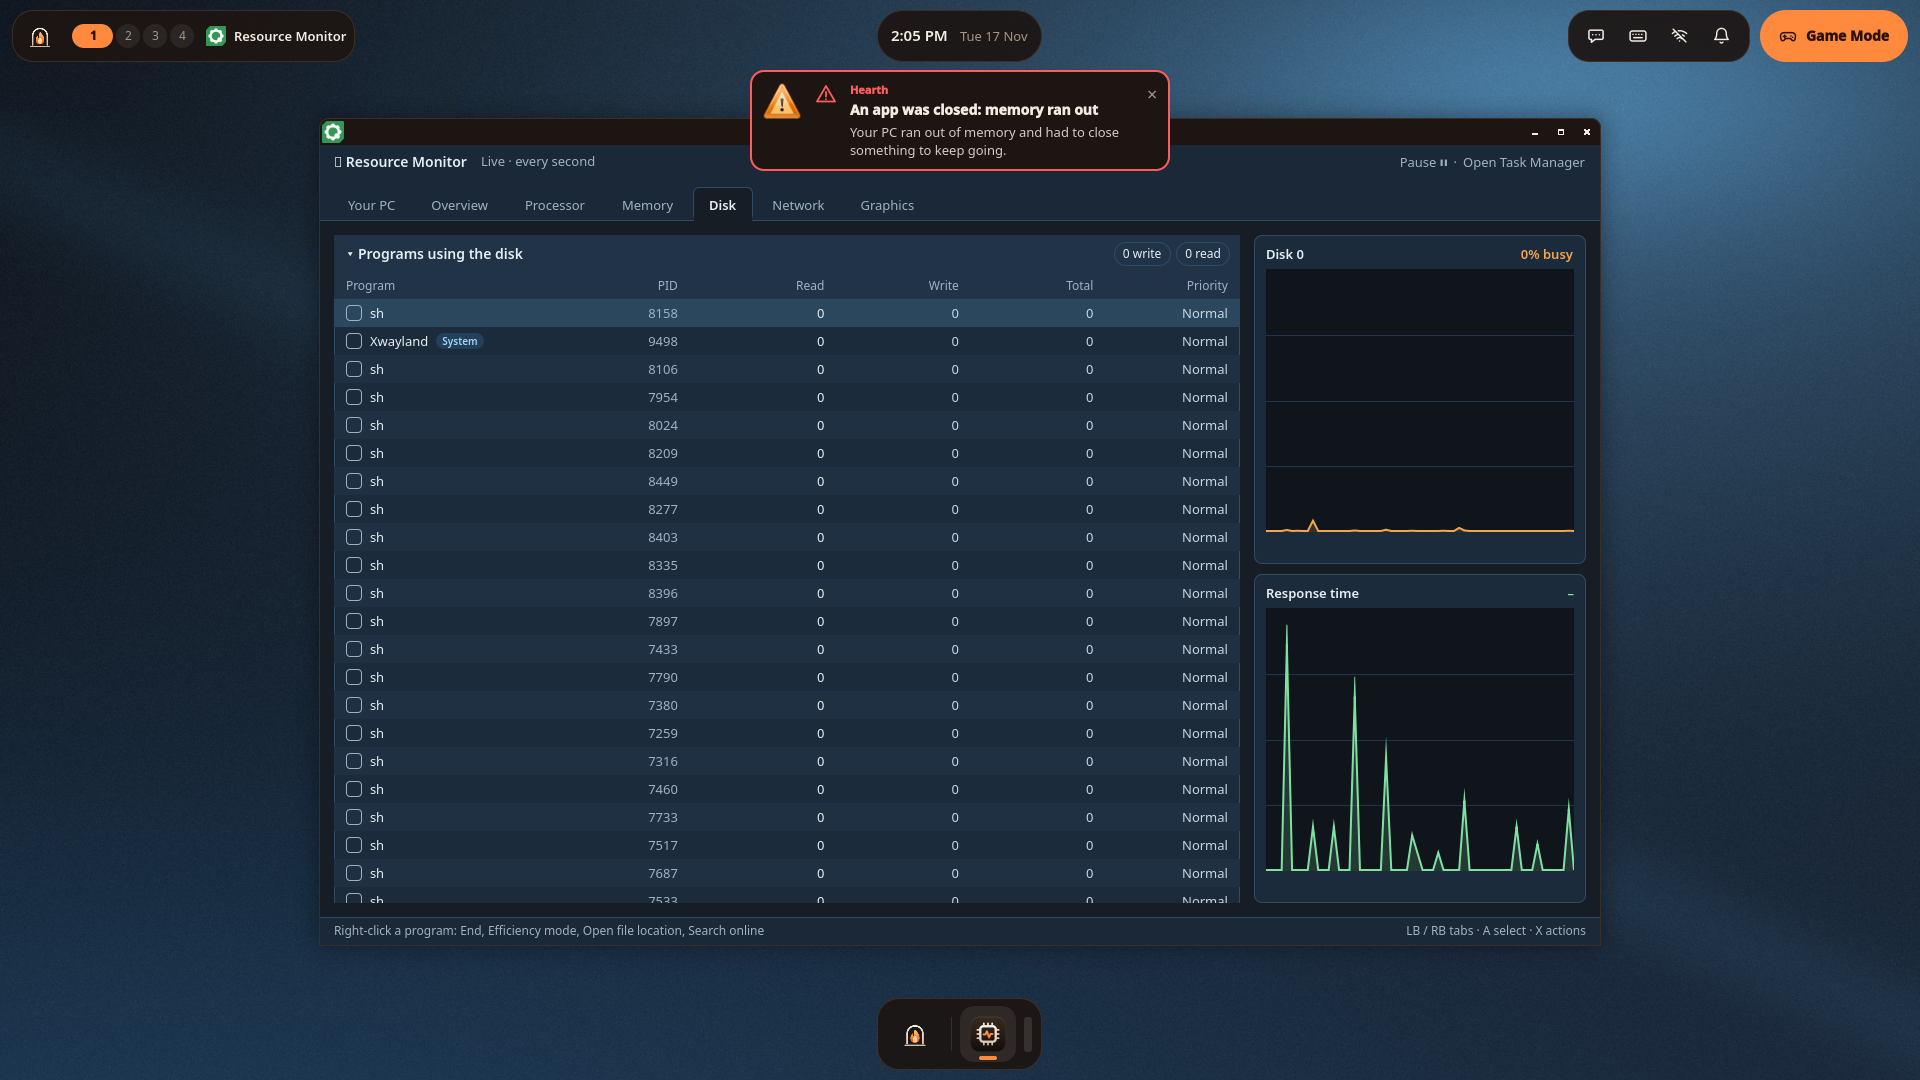 1 2 3 4 Resource Monitor
2:05 PM Tue 17 Nov
Game Mode
Hearth
An app was closed: memory ran out
Your PC ran out of memory and had to close
something to keep going.
Resource Monitor Live · every second
Pause · Open Task Manager
Your PC Overview Processor Memory Disk Network Graphics
Programs using the disk 0 write 0 read
Program PID Read Write Total Priority
sh 8158 0 0 0 Normal
Xwayland System 9498 0 0 0 Normal
sh 8106 0 0 0 Normal
sh 7954 0 0 0 Normal
sh 8024 0 0 0 Normal
sh 8209 0 0 0 Normal
sh 8449 0 0 0 Normal
sh 8277 0 0 0 Normal
sh 8403 0 0 0 Normal
sh 8335 0 0 0 Normal
sh 8396 0 0 0 Normal
sh 7897 0 0 0 Normal
sh 7433 0 0 0 Normal
sh 7790 0 0 0 Normal
sh 7380 0 0 0 Normal
sh 7259 0 0 0 Normal
sh 7316 0 0 0 Normal
sh 7460 0 0 0 Normal
sh 7733 0 0 0 Normal
sh 7517 0 0 0 Normal
sh 7687 0 0 0 Normal
sh 7533 0 0 0 Normal
Disk 0 0% busy
Response time –
Right-click a program: End, Efficiency mode, Open file location, Search online
LB / RB tabs · A select · X actions